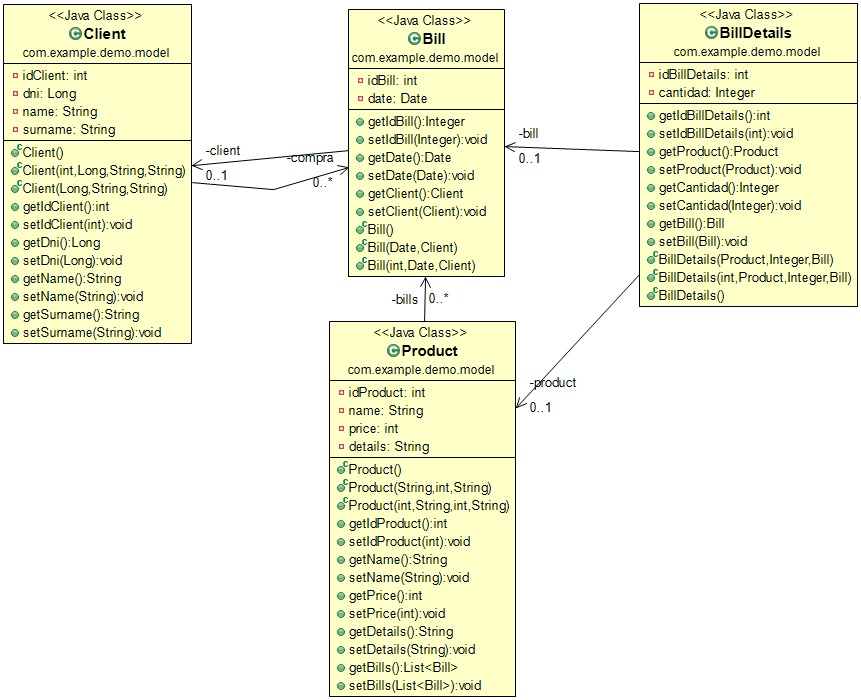 <<Java Class>>
Client
com.example.demo.model
idClient: int
dni: Long
name: String
surname: String
Client()
Client(int,Long,String,String)
Client(Long,String,String)
getIdClient():int
setIdClient(int):void
getDni():Long
setDni(Long):void
getName():String
setName(String):void
getSurname():String
setSurname(String):void
-client
0..1
-compra
0..*
<<Java Class>>
Bill
com.example.demo.model
idBill: int
date: Date
getIdBill():Integer
setIdBill(Integer):void
getDate():Date
setDate(Date):void
getClient():Client
setClient(Client):void
Bill()
Bill(Date,Client)
Bill(int,Date,Client)
-bill
0..1
<<Java Class>>
BillDetails
com.example.demo.model
idBillDetails: int
cantidad: Integer
getIdBillDetails():int
setIdBillDetails(int):void
getProduct():Product
setProduct(Product):void
getCantidad():Integer
setCantidad(Integer):void
getBill():Bill
setBill(Bill):void
BillDetails(Product,Integer,Bill)
BillDetails(int,Product,Integer,Bill)
BillDetails()
-bills
0..*
<<Java Class>>
Product
com.example.demo.model
idProduct: int
name: String
price: int
details: String
Product()
Product(String,int,String)
Product(int,String,int,String)
getIdProduct():int
setIdProduct(int):void
getName():String
setName(String):void
getPrice():int
setPrice(int):void
getDetails():String
setDetails(String):void
getBills():List<Bill>
setBills(List<Bill>):void
-product
0..1